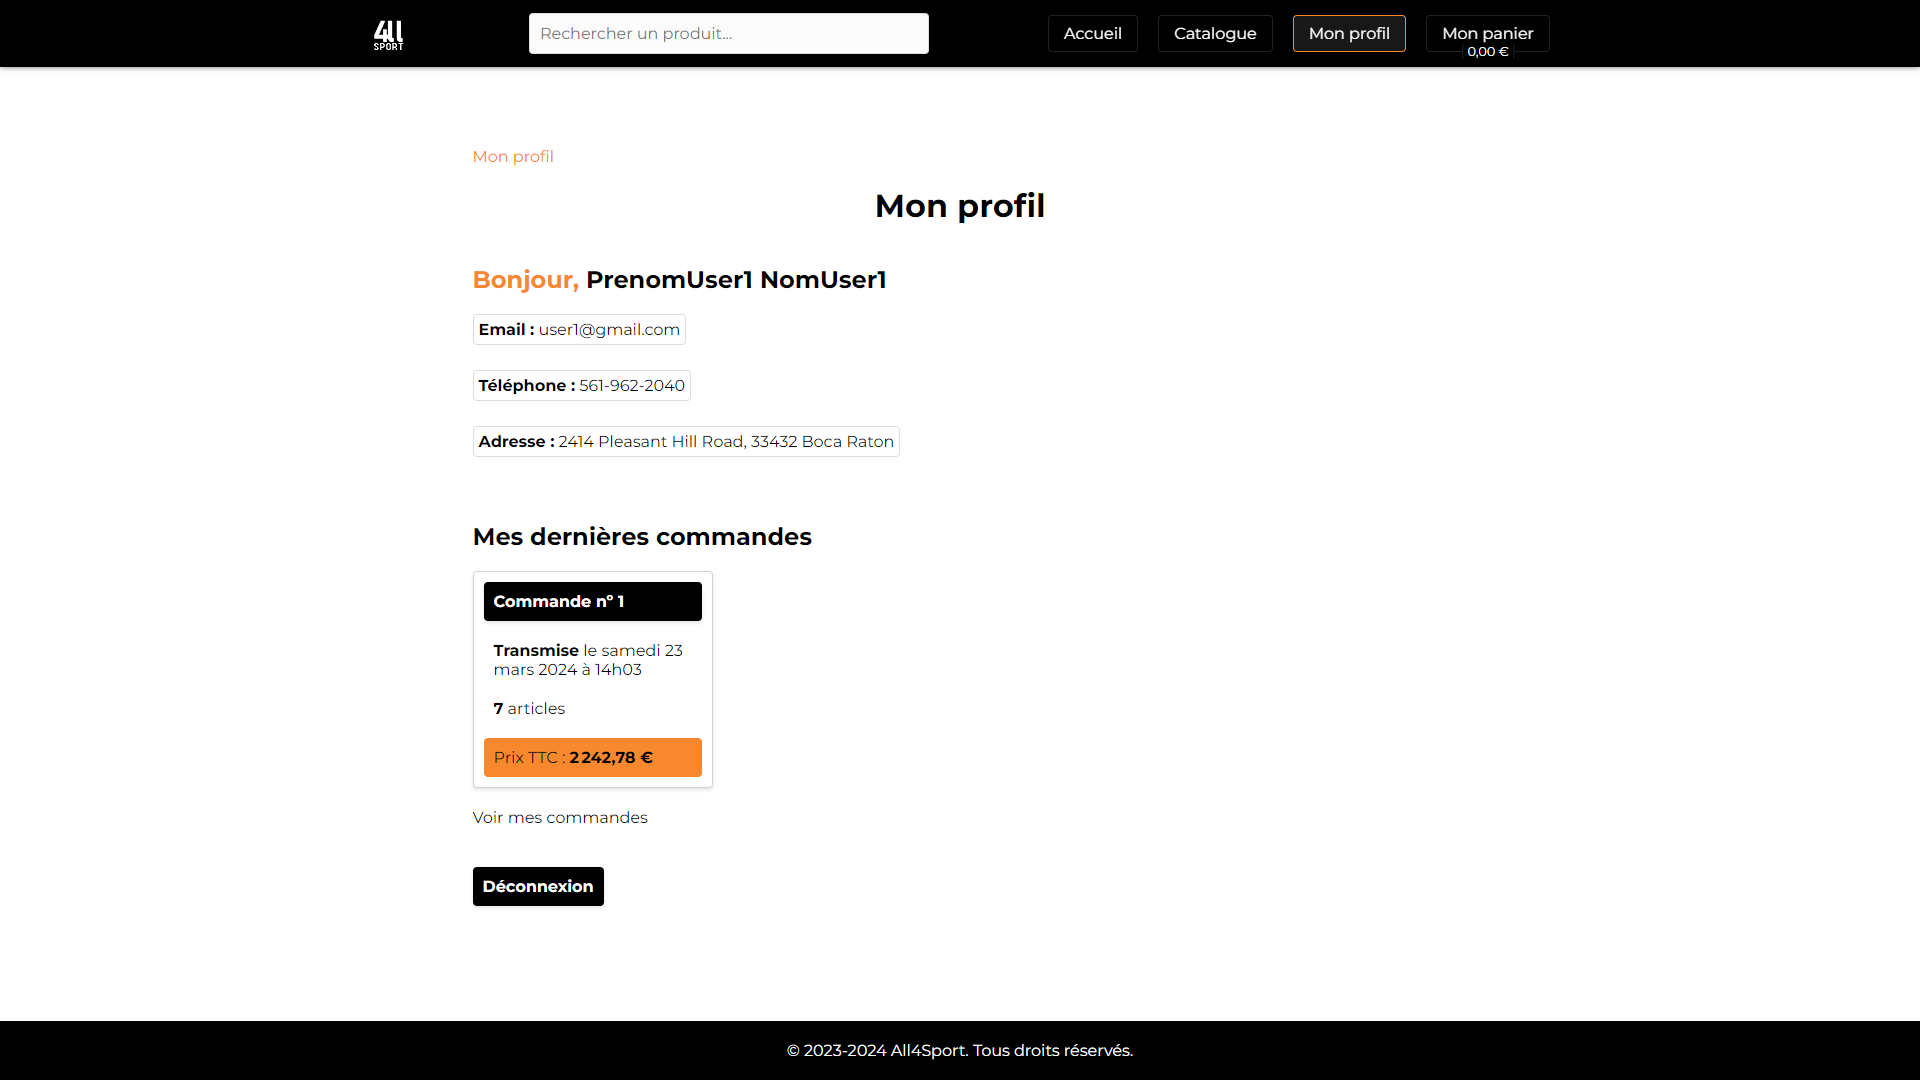 4ll
SPORT
Rechercher un produit...
Accueil
Catalogue
Mon profil
Mon panier
0,00 €
Mon profil
Mon profil
Bonjour, PrenomUser1 NomUser1
Email : user1@gmail.com
Téléphone : 561-962-2040
Adresse : 2414 Pleasant Hill Road, 33432 Boca Raton
Mes dernières commandes
Commande n° 1
Transmise le samedi 23
mars 2024 à 14h03
7 articles
Prix TTC : 2 242,78 €
Voir mes commandes
Déconnexion
© 2023-2024 All4Sport. Tous droits réservés.